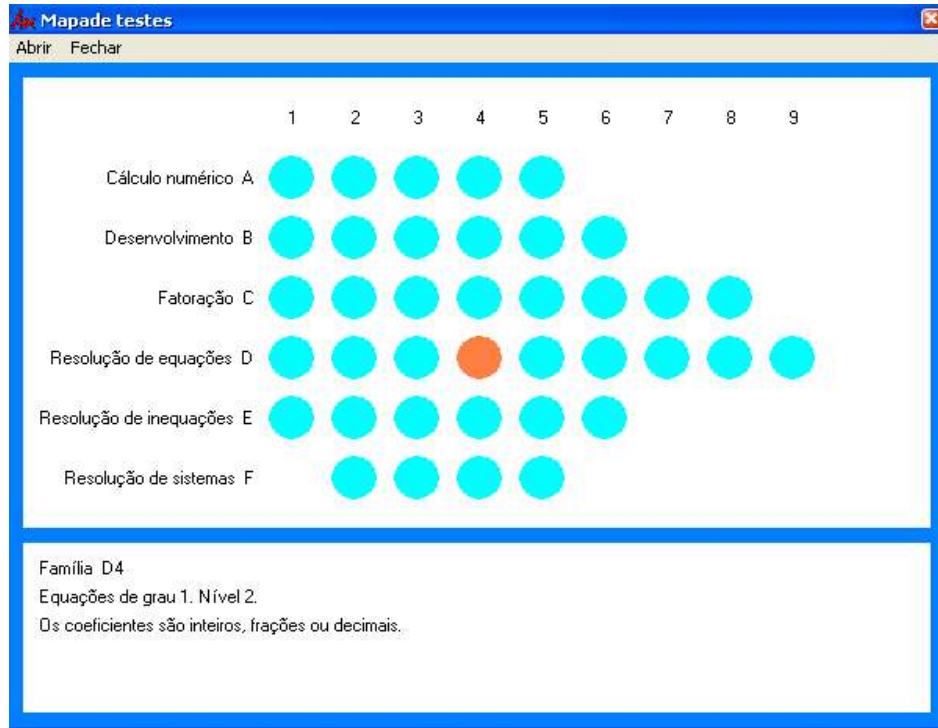 Mapade testes
Abrir Fechar
1 2 3 4 5 6 7 8 9
Cálculo numérico A
Desenvolvimento B
Fatoração C
Resolução de equações D
Resolução de inequações E
Resolução de sistemas F
Família D4
Equações de grau 1. Nível 2.
Os coeficientes são inteiros, frações ou decimais.